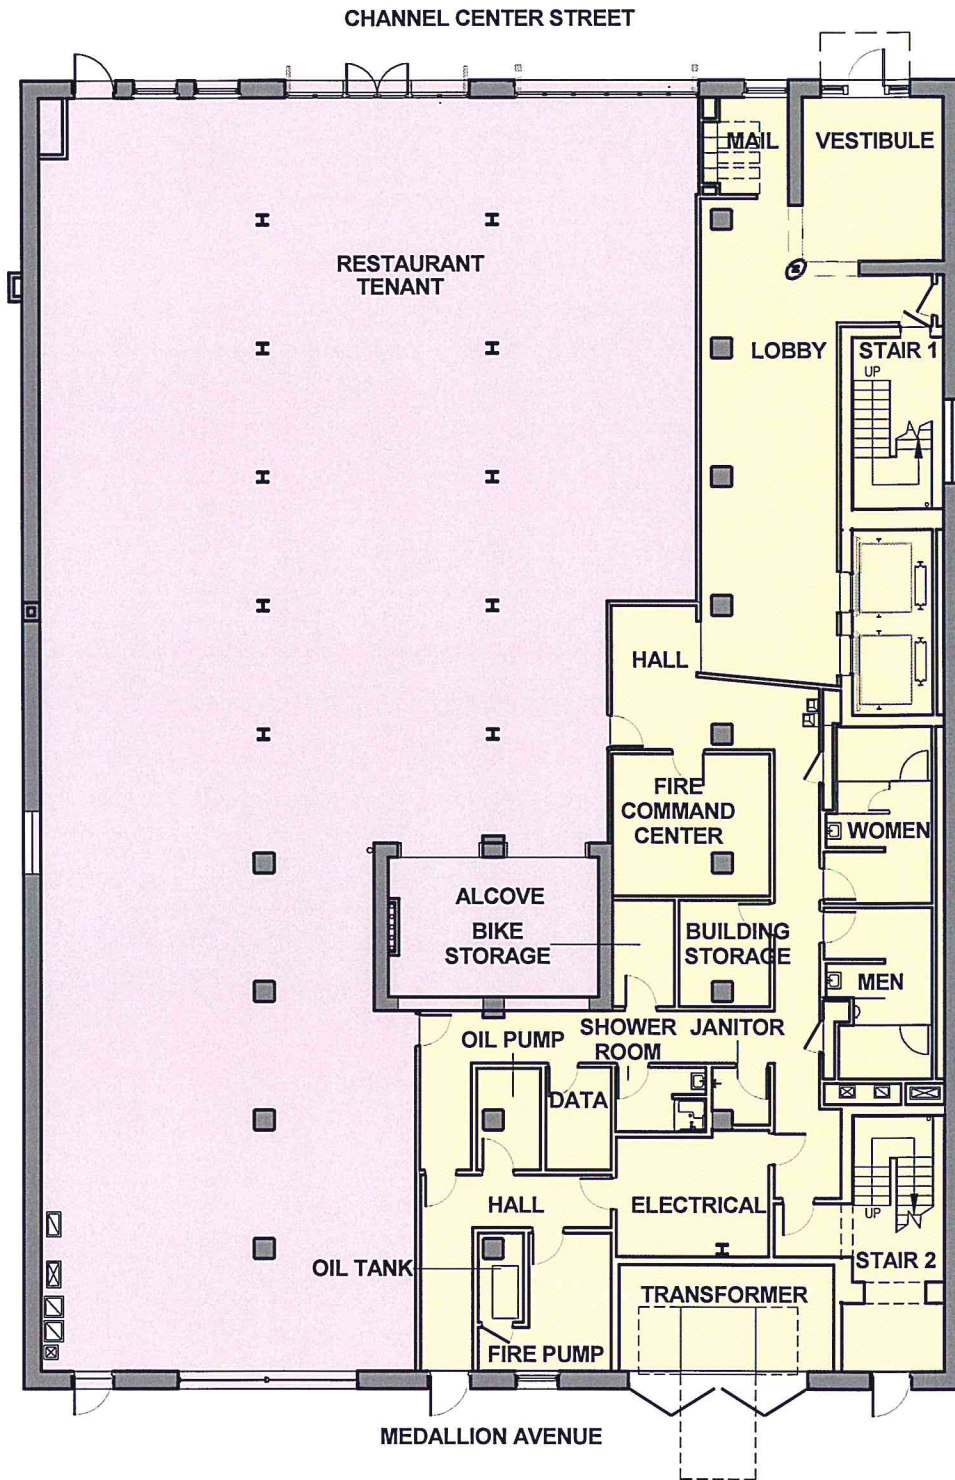 CHANNEL CENTER STREET
MAIL
VESTIBULE
RESTAURANT
TENANT
LOBBY
STAIR 1
UP
HALL
FIRE
COMMAND
CENTER
WOMEN
ALCOVE
BIKE
STORAGE
BUILDING
STORAGE
MEN
OIL PUMP
SHOWER
ROOM
JANITOR
DATA
HALL
ELECTRICAL
UP
STAIR 2
OIL TANK
TRANSFORMER
FIRE PUMP
MEDALLION AVENUE